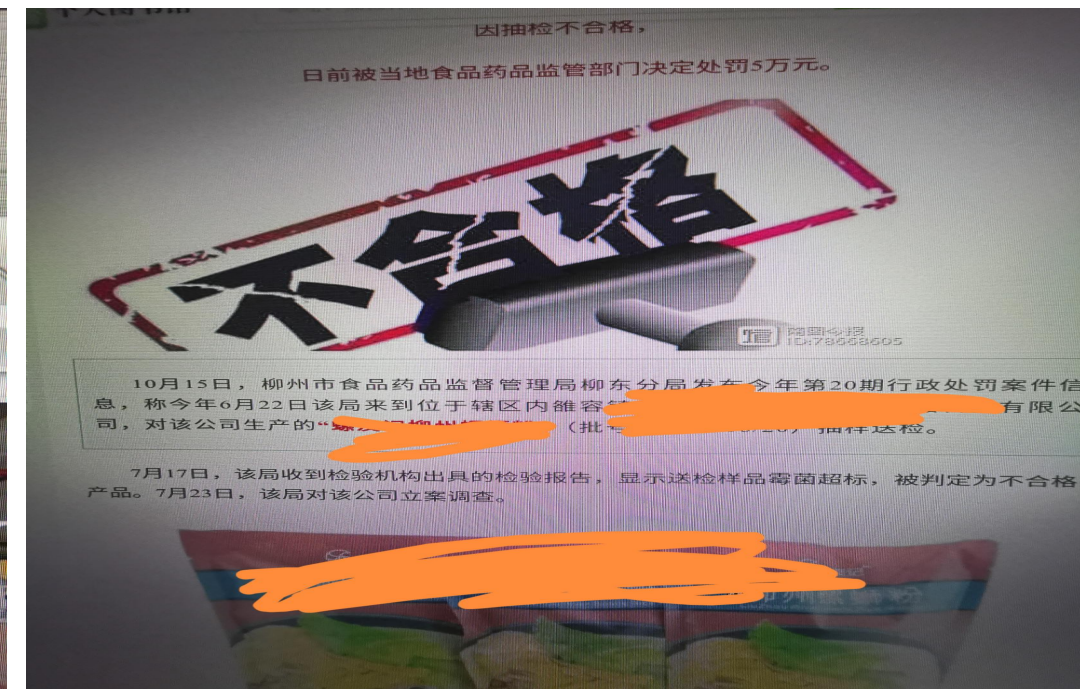 因抽检不合格，
日前被当地食品药品监管部门决定处罚5万元。
不合格
ID:78668605
10月15日，柳州市食品药品监督管理局柳东分局发布今年第20期行政处罚案件信
息，称今年6月22日该局来到位于辖区内雒容 有限公
司，对该公司生产的“ （批 抽样送检。
7月17日，该局收到检验机构出具的检验报告，显示送检样品霉菌超标，被判定为不合格
产品。7月23日，该局对该公司立案调查。